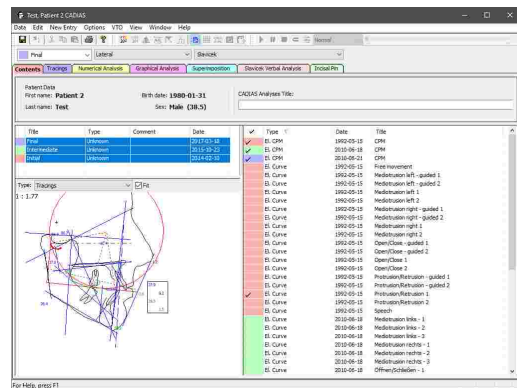 Test, Patient 2 CADIAS
Data Edit New Entry Options VTO View Window Help
Normal
Final Lateral Slavicek
Contents Tracings Numerical Analysis Graphical Analysis Superimposition Slavicek Verbal Analysis Incisal Pin
Patient Data
First name: Patient 2 Birth date: 1980-01-31 CADIAS Analyses Title:
Last name: Test Sex: Male (38.5)
Title Type Comment Date
Final Unknown 2017-03-18
Intermediate Unknown 2015-10-23
Initial Unknown 2014-02-10
Type: Tracings Fit
1 : 1.77
Type Date Title
El. CPM 1992-05-15 CPM
El. CPM 2010-06-18 CPM
El. CPM 2010-06-21 CPM
El. Curve 1992-05-15 Free movement
El. Curve 1992-05-15 Mediotrusion left - guided 1
El. Curve 1992-05-15 Mediotrusion left - guided 2
El. Curve 1992-05-15 Mediotrusion left 1
El. Curve 1992-05-15 Mediotrusion left 2
El. Curve 1992-05-15 Mediotrusion right - guided 1
El. Curve 1992-05-15 Mediotrusion right - guided 2
El. Curve 1992-05-15 Mediotrusion right 1
El. Curve 1992-05-15 Mediotrusion right 2
El. Curve 1992-05-15 Open/Close - guided 1
El. Curve 1992-05-15 Open/Close - guided 2
El. Curve 1992-05-15 Open/Close 1
El. Curve 1992-05-15 Open/Close 2
El. Curve 1992-05-15 Protrusion/Retrusion - guided 1
El. Curve 1992-05-15 Protrusion/Retrusion - guided 2
El. Curve 1992-05-15 Protrusion/Retrusion 1
El. Curve 1992-05-15 Protrusion/Retrusion 2
El. Curve 1992-05-15 Speech
El. Curve 2010-06-18 Mediotrusion links - 1
El. Curve 2010-06-18 Mediotrusion links - 2
El. Curve 2010-06-18 Mediotrusion links - 3
El. Curve 2010-06-18 Mediotrusion rechts - 1
El. Curve 2010-06-18 Mediotrusion rechts - 2
El. Curve 2010-06-18 Mediotrusion rechts - 3
El. Curve 2010-06-18 Öffnen/Schließen - 1
For Help, press F1